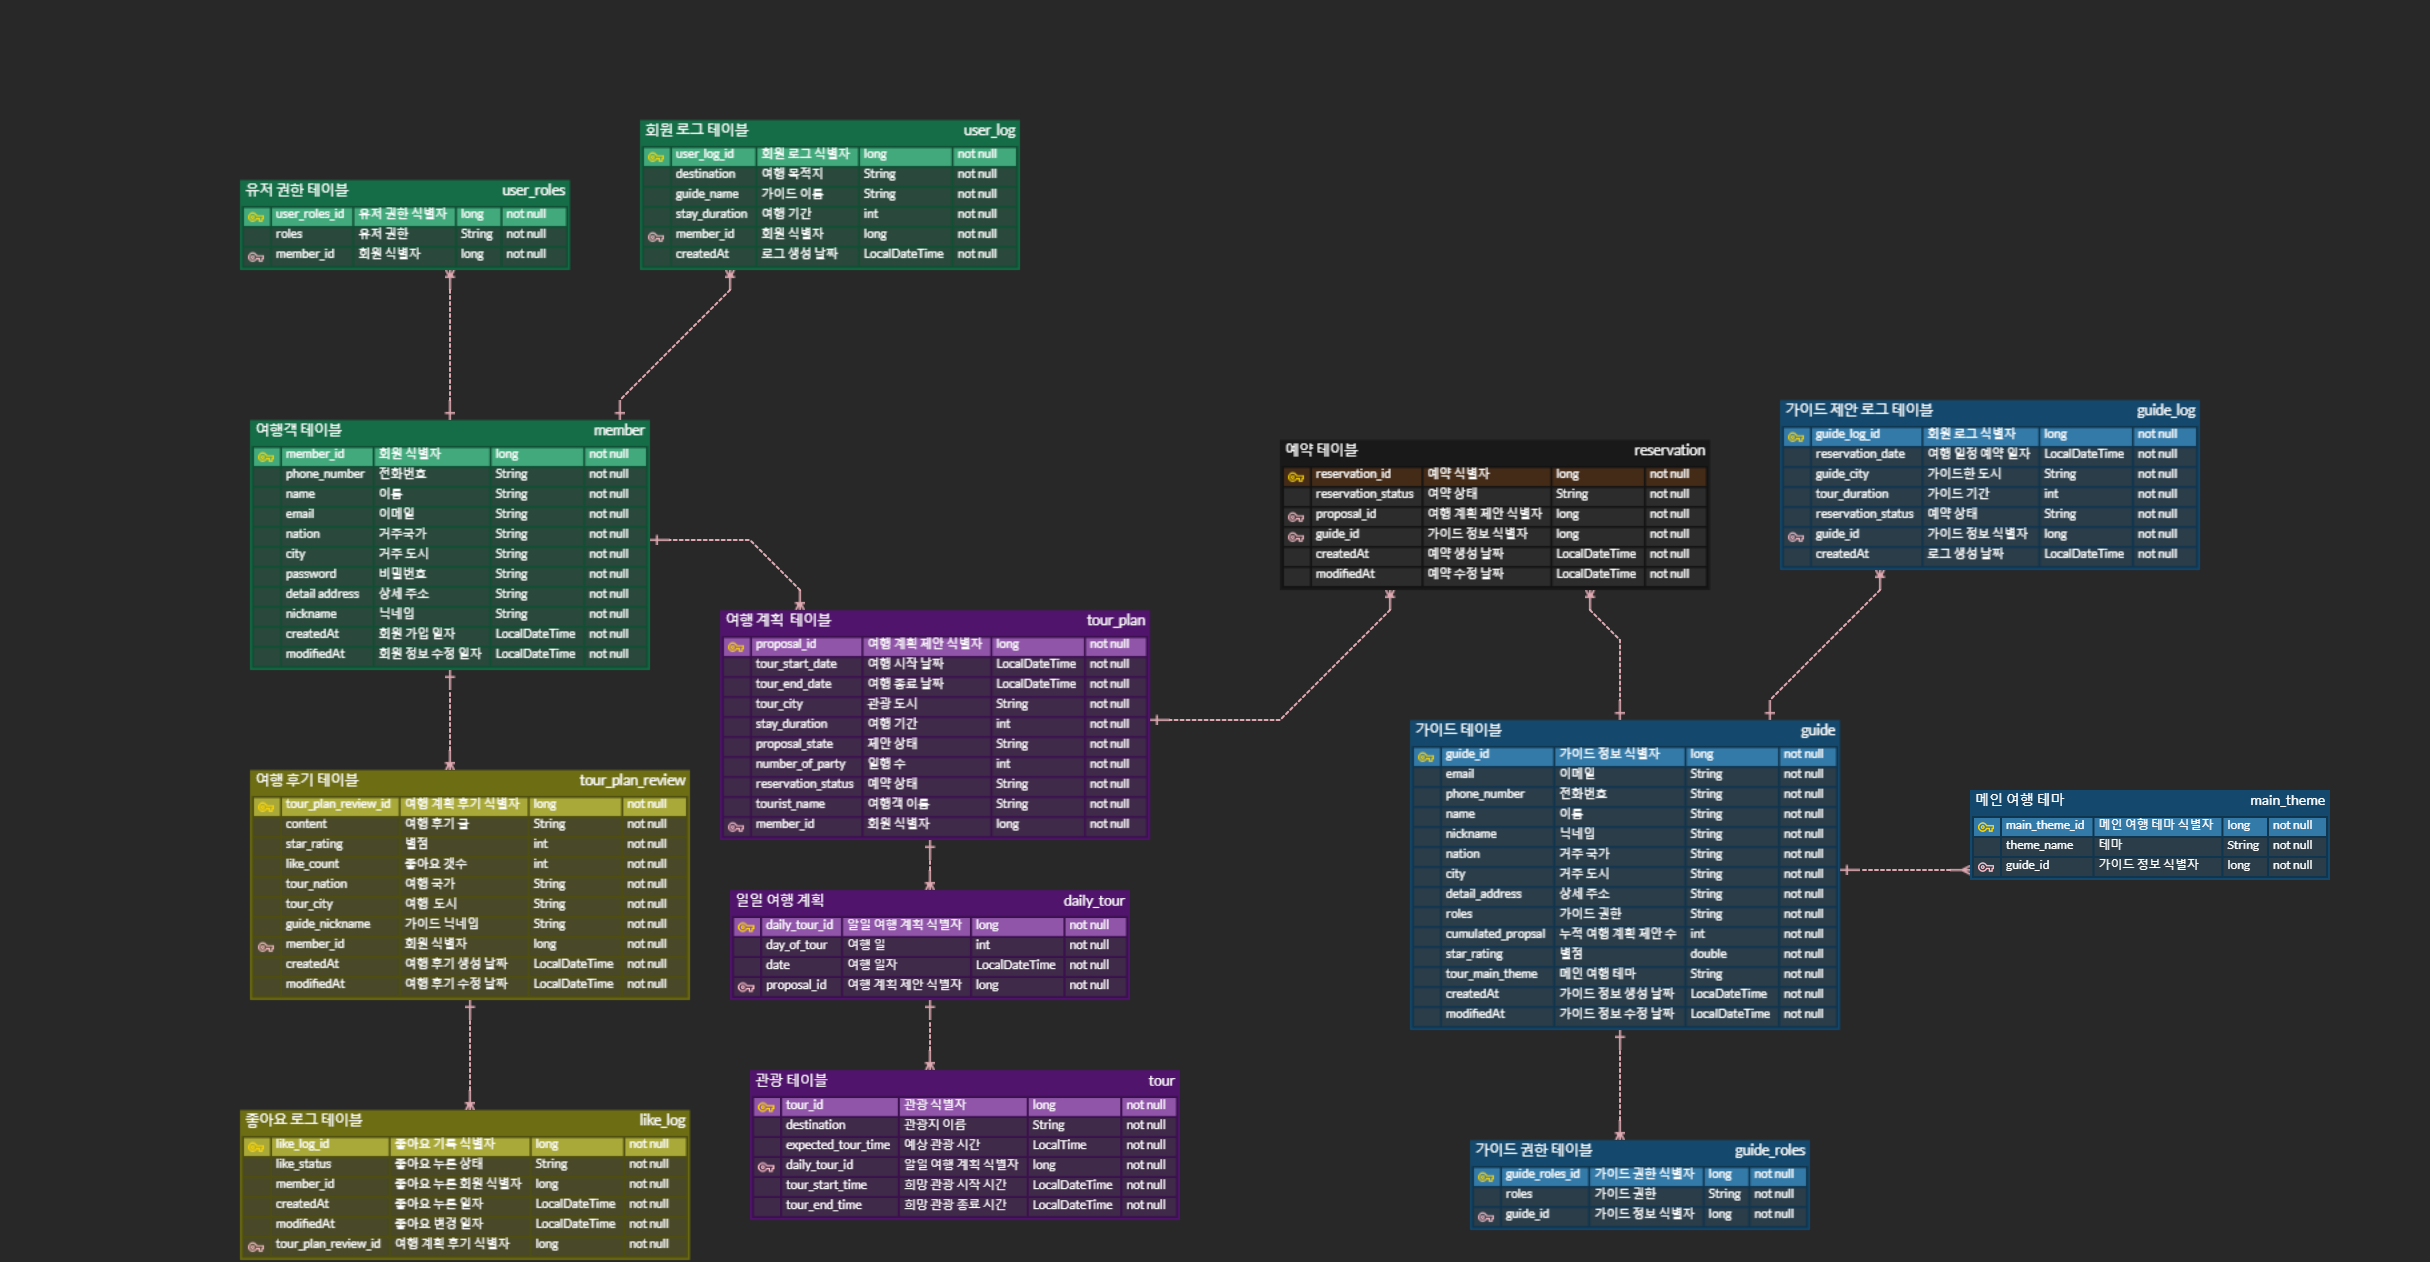 회원 로그 테이블 user_log
user_log_id 회원 로그 식별자 long not null
destination 여행 목적지 String not null
guide_name 가이드 이름 String not null
stay_duration 여행 기간 int not null
member_id 회원 식별자 long not null
createdAt 로그 생성 날짜 LocalDateTime not null
유저 권한 테이블 user_roles
user_roles_id 유저 권한 식별자 long not null
roles 유저 권한 String not null
member_id 회원 식별자 long not null
여행객 테이블 member
member_id 회원 식별자 long not null
phone_number 전화번호 String not null
name 이름 String not null
email 이메일 String not null
nation 거주국가 String not null
city 거주 도시 String not null
password 비밀번호 String not null
detail address 상세 주소 String not null
nickname 닉네임 String not null
createdAt 회원 가입 일자 LocalDateTime not null
modifiedAt 회원 정보 수정 일자 LocalDateTime not null
예약 테이블 reservation
reservation_id 예약 식별자 long not null
reservation_status 예약 상태 String not null
proposal_id 여행 계획 제안 식별자 long not null
guide_id 가이드 정보 식별자 long not null
createdAt 예약 생성 날짜 LocalDateTime not null
modifiedAt 예약 수정 날짜 LocalDateTime not null
가이드 제안 로그 테이블 guide_log
guide_log_id 회원 로그 식별자 long not null
reservation_date 여행 일정 예약 일자 LocalDateTime not null
guide_city 가이드한 도시 String not null
tour_duration 가이드 기간 int not null
reservation_status 예약 상태 String not null
guide_id 가이드 정보 식별자 long not null
createdAt 로그 생성 날짜 LocalDateTime not null
여행 계획 테이블 tour_plan
proposal_id 여행 계획 제안 식별자 long not null
tour_start_date 여행 시작 날짜 LocalDateTime not null
tour_end_date 여행 종료 날짜 LocalDateTime not null
tour_city 관광 도시 String not null
stay_duration 여행 기간 int not null
proposal_state 제안 상태 String not null
number_of_party 일행 수 int not null
reservation_status 예약 상태 String not null
tourist_name 여행객 이름 String not null
member_id 회원 식별자 long not null
가이드 테이블 guide
guide_id 가이드 정보 식별자 long not null
email 이메일 String not null
phone_number 전화번호 String not null
name 이름 String not null
nickname 닉네임 String not null
nation 거주 국가 String not null
city 거주 도시 String not null
detail_address 상세 주소 String not null
roles 가이드 권한 String not null
cumulated_propsal 누적 여행 계획 제안 수 int not null
star_rating 별점 double not null
tour_main_theme 메인 여행 테마 String not null
createdAt 가이드 정보 생성 날짜 LocaDateTime not null
modifiedAt 가이드 정보 수정 날짜 LocalDateTime not null
메인 여행 테마 main_theme
main_theme_id 메인 여행 테마 식별자 long not null
theme_name 테마 String not null
guide_id 가이드 정보 식별자 long not null
여행 후기 테이블 tour_plan_review
tour_plan_review_id 여행 계획 후기 식별자 long not null
content 여행 후기 글 String not null
star_rating 별점 int not null
like_count 좋아요 갯수 int not null
tour_nation 여행 국가 String not null
tour_city 여행 도시 String not null
guide_nickname 가이드 닉네임 String not null
member_id 회원 식별자 long not null
createdAt 여행 후기 생성 날짜 LocalDateTime not null
modifiedAt 여행 후기 수정 날짜 LocalDateTime not null
일일 여행 계획 daily_tour
daily_tour_id 일일 여행 계획 식별자 long not null
day_of_tour 여행 일 int not null
date 여행 일자 LocalDateTime not null
proposal_id 여행 계획 제안 식별자 long not null
관광 테이블 tour
tour_id 관광 식별자 long not null
destination 관광지 이름 String not null
expected_tour_time 예상 관광 시간 LocalTime not null
daily_tour_id 일일 여행 계획 식별자 long not null
tour_start_time 희망 관광 시작 시간 LocalDateTime not null
tour_end_time 희망 관광 종료 시간 LocalDateTime not null
좋아요 로그 테이블 like_log
like_log_id 좋아요 기록 식별자 long not null
like_status 좋아요 누른 상태 String not null
member_id 좋아요 누른 회원 식별자 long not null
createdAt 좋아요 누른 일자 LocalDateTime not null
modifiedAt 좋아요 변경 일자 LocalDateTime not null
tour_plan_review_id 여행 계획 후기 식별자 long not null
가이드 권한 테이블 guide_roles
guide_roles_id 가이드 권한 식별자 long not null
roles 가이드 권한 String not null
guide_id 가이드 정보 식별자 long not null